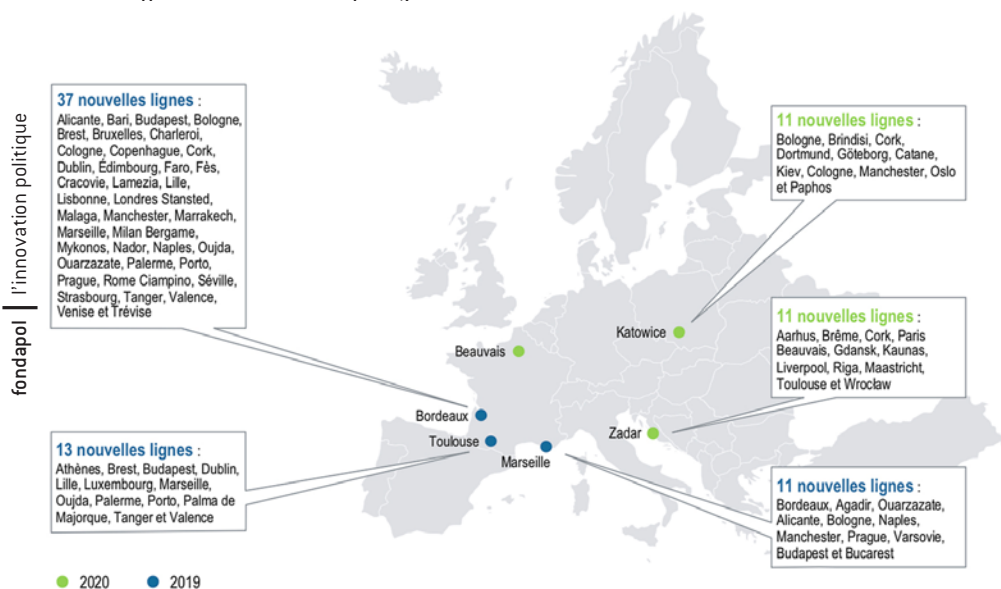 fondapol | l'innovation politique
37 nouvelles lignes :
Alicante, Bari, Budapest, Bologne,
Brest, Bruxelles, Charleroi,
Cologne, Copenhague, Cork,
Dublin, Édimbourg, Faro, Fès,
Cracovie, Lamezia, Lille,
Lisbonne, Londres Stansted,
Malaga, Manchester, Marrakech,
Marseille, Milan Bergame,
Mykonos, Nador, Naples, Oujda,
Ouarzazate, Palerme, Porto,
Prague, Rome Ciampino, Séville,
Strasbourg, Tanger, Valence,
Venise et Trévise
11 nouvelles lignes :
Bologne, Brindisi, Cork,
Dortmund, Göteborg, Catane,
Kiev, Cologne, Manchester, Oslo
et Paphos
Katowice
Beauvais
11 nouvelles lignes :
Aarhus, Brême, Cork, Paris
Beauvais, Gdansk, Kaunas,
Liverpool, Riga, Maastricht,
Toulouse et Wrocław
Bordeaux
Toulouse
Marseille
Zadar
13 nouvelles lignes :
Athènes, Brest, Budapest, Dublin,
Lille, Luxembourg, Marseille,
Oujda, Palerme, Porto, Palma de
Majorque, Tanger et Valence
11 nouvelles lignes :
Bordeaux, Agadir, Ouarzazate,
Alicante, Bologne, Naples,
Manchester, Prague, Varsovie,
Budapest et Bucarest
2020
2019